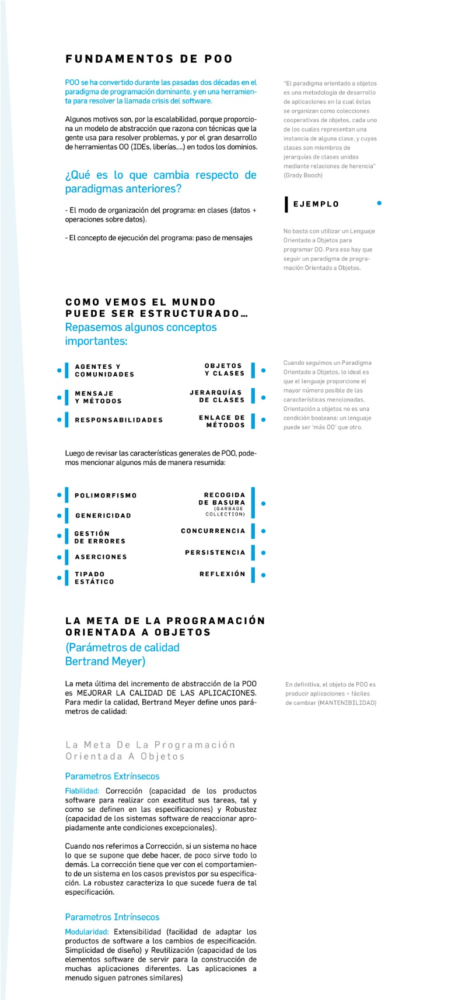 FUNDAMENTOS DE POO
POO se ha convertido durante las pasadas dos décadas en el
paradigma de programación dominante, y en una herramien-
ta para resolver la llamada crisis del software.
Algunos motivos son, por la escalabilidad, porque proporcio-
na un modelo de abstracción que razona con técnicas que la
gente usa para resolver problemas, y por el gran desarrollo
de herramientas OO (IDEs, liberías,...) en todos los dominios.
¿Qué es lo que cambia respecto de
paradigmas anteriores?
- El modo de organización del programa: en clases (datos +
operaciones sobre datos).
- El concepto de ejecución del programa: paso de mensajes
"El paradigma orientado a objetos
es una metodología de desarrollo
de aplicaciones en la cual éstas
se organizan como colecciones
cooperativas de objetos, cada uno
de los cuales representan una
instancia de alguna clase, y cuyas
clases son miembros de
jerarquías de clases unidas
mediante relaciones de herencia"
(Grady Booch)
EJEMPLO
No basta con utilizar un Lenguaje
Orientado a Objetos para
programar OO. Para eso hay que
seguir un paradigma de progra-
mación Orientado a Objetos.
COMO VEMOS EL MUNDO
PUEDE SER ESTRUCTURADO...
Repasemos algunos conceptos
importantes:
AGENTES Y
COMUNIDADES
MENSAJE
Y MÉTODOS
RESPONSABILIDADES
OBJETOS
Y CLASES
JERARQUÍAS
DE CLASES
ENLACE DE
MÉTODOS
Cuando seguimos un Paradigma
Orientado a Objetos, lo ideal es
que el lenguaje proporcione el
mayor número posible de las
características mencionadas.
Orientación a objetos no es una
condición booleana: un lenguaje
puede ser 'más OO' que otro.
Luego de revisar las características generales de POO, pode-
mos mencionar algunos más de manera resumida:
POLIMORFISMO
GENERICIDAD
GESTIÓN
DE ERRORES
ASERCIONES
TIPADO
ESTÁTICO
RECOGIDA
DE BASURA
(GARBAGE
COLLECTION)
CONCURRENCIA
PERSISTENCIA
REFLEXIÓN
LA META DE LA PROGRAMACIÓN
ORIENTADA A OBJETOS
(Parámetros de calidad
Bertrand Meyer)
La meta última del incremento de abstracción de la POO
es MEJORAR LA CALIDAD DE LAS APLICACIONES.
Para medir la calidad, Bertrand Meyer define unos pará-
metros de calidad:
En definitiva, el objeto de POO es
producir aplicaciones + fáciles
de cambiar (MANTENIBILIDAD)
La Meta De La Programación
Orientada A Objetos
Parametros Extrínsecos
Fiabilidad: Corrección (capacidad de los productos
software para realizar con exactitud sus tareas, tal y
como se definen en las especificaciones) y Robustez
(capacidad de los sistemas software de reaccionar apro-
piadamente ante condiciones excepcionales).
Cuando nos referimos a Corrección, si un sistema no hace
lo que se supone que debe hacer, de poco sirve todo lo
demás. La corrección tiene que ver con el comportamien-
to de un sistema en los casos previstos por su especifica-
ción. La robustez caracteriza lo que sucede fuera de tal
especificación.
Parametros Intrínsecos
Modularidad: Extensibilidad (facilidad de adaptar los
productos de software a los cambios de especificación.
Simplicidad de diseño) y Reutilización (capacidad de los
elementos software de servir para la construcción de
muchas aplicaciones diferentes. Las aplicaciones a
menudo siguen patrones similares)